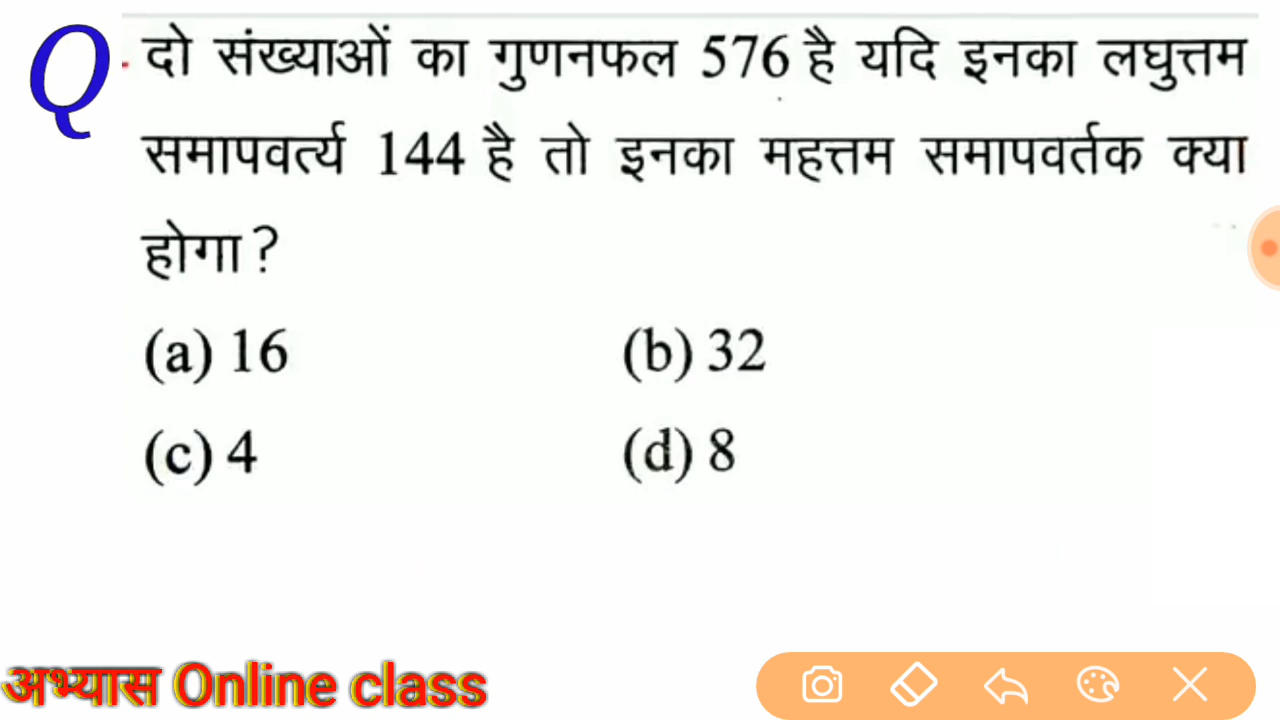 Q. दो संख्याओं का गुणनफल 576 है यदि इनका लघुत्तम
समापवर्त्य 144 है तो इनका महत्तम समापवर्तक क्या
होगा?
(a) 16 (b) 32
(c) 4 (d) 8
अभ्यास Online class